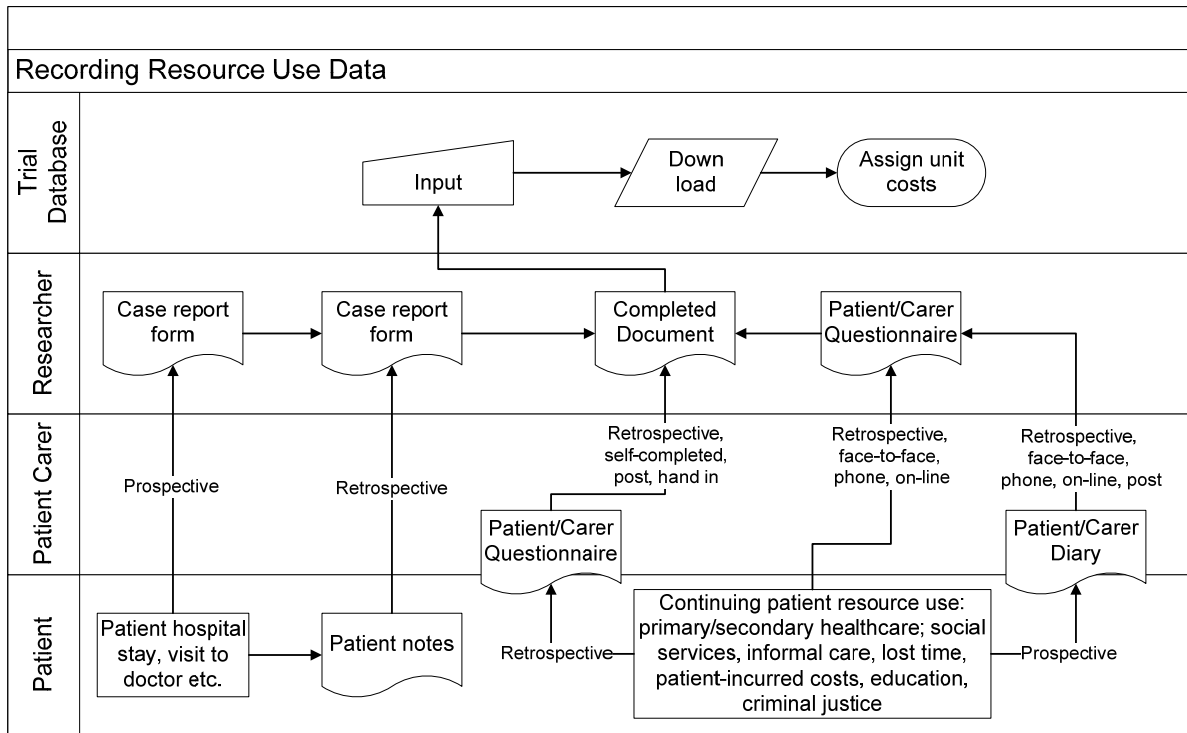 Recording Resource Use Data
Trial
Database
Input
Down
load
Assign unit
costs
Researcher
Case report
form
Case report
form
Completed
Document
Patient/Carer
Questionnaire
Patient Carer
Prospective
Retrospective
Retrospective,
self-completed,
post, hand in
Retrospective,
face-to-face,
phone, on-line
Retrospective,
face-to-face,
phone, on-line, post
Patient/Carer
Questionnaire
Patient/Carer
Diary
Patient
Patient hospital
stay, visit to
doctor etc.
Patient notes
Retrospective
Continuing patient resource use:
primary/secondary healthcare; social
services, informal care, lost time,
patient-incurred costs, education,
criminal justice
Prospective